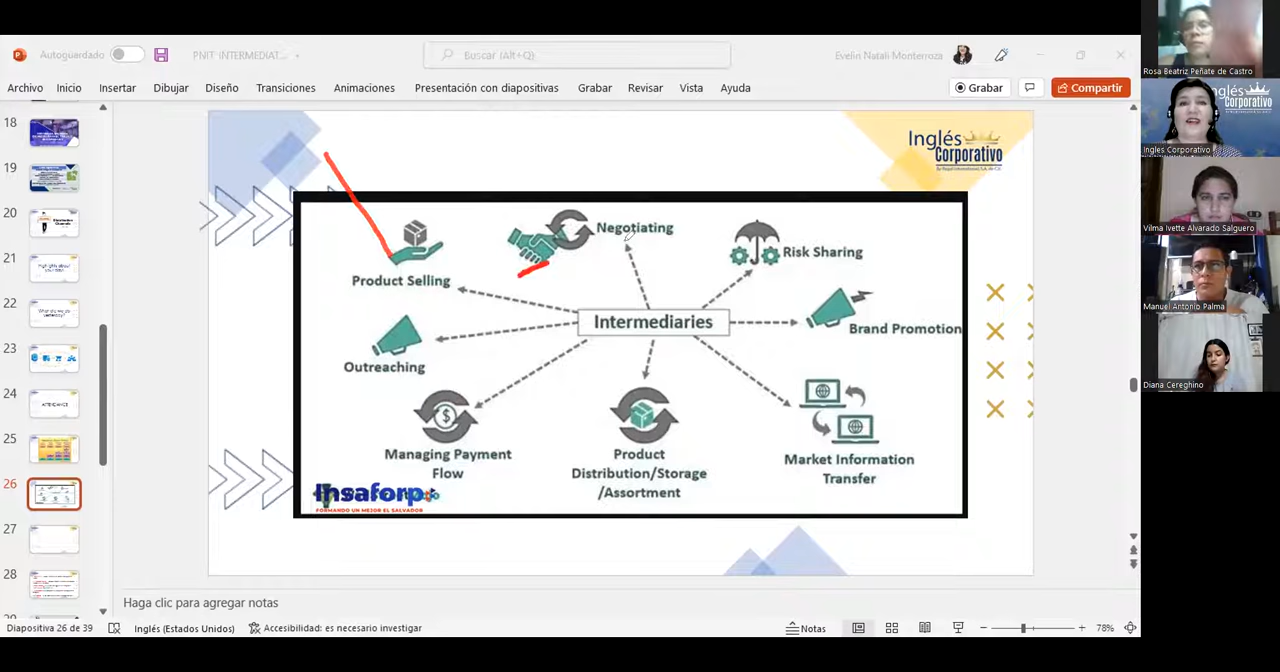 Autoguardado
PNIT INTERMEDIAT...
Buscar (Alt+Q)
Evelin Natali Monterroza
Archivo Inicio Insertar Dibujar Diseño Transiciones Animaciones Presentación con diapositivas Grabar Revisar Vista Ayuda
Grabar
Compartir
18
19
20
21
22
23
24
ATTENDANCE
25
26
27
28
Inglés
Corporativo
Product Selling
Negotiating
Risk Sharing
Intermediaries
Brand Promotion
Outreaching
Managing Payment
Flow
Product
Distribution/Storage
/Assortment
Market Information
Transfer
Insaforp
FORMANDO UN MEJOR EL SALVADOR
Haga clic para agregar notas
Diapositiva 26 de 39
Inglés (Estados Unidos)
Accesibilidad: es necesario investigar
Notas
78%
Rosa Beatriz Peñate de Castro
Inglés
Corporativo
Ingles Corporativo
Vilma Ivette Alvarado Salguero
Manuel Antonio Palma
Diana Cereghino